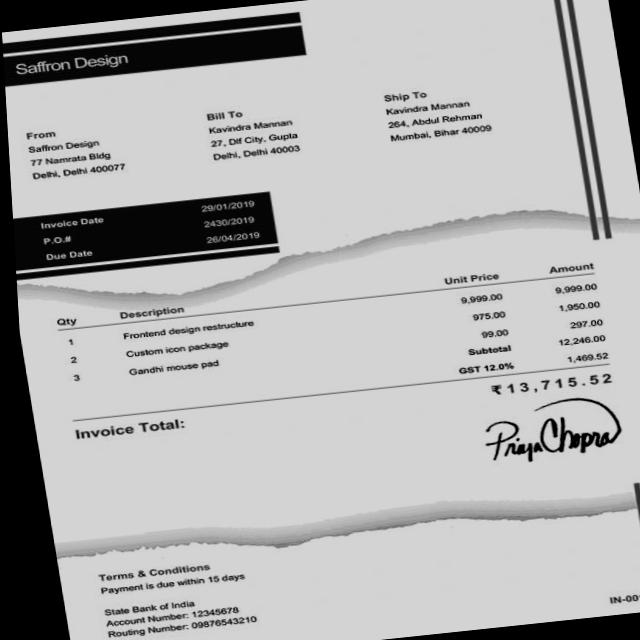 Saffron Design
From
Saffron Design
77 Namrata Bldg
Delhi, Delhi 400077
Bill To
Kavindra Mannan
27, Dlf City, Gupta
Delhi, Delhi 40003
Ship To
Kavindra Mannan
264, Abdul Rehman
Mumbai, Bihar 40009
Invoice Date 29/01/2019
P.O.# 2430/2019
Due Date 26/04/2019
Qty Description Unit Price Amount
1 Frontend design restructure 9,999.00 9,999.00
2 Custom icon package 975.00 1,950.00
3 Gandhi mouse pad 99.00 297.00
Subtotal 12,246.00
GST 12.0% 1,469.52
Invoice Total: ₹13,715.52
Priya Chopra
Terms & Conditions
Payment is due within 15 days
State Bank of India
Account Number: 12345678
Routing Number: 09876543210